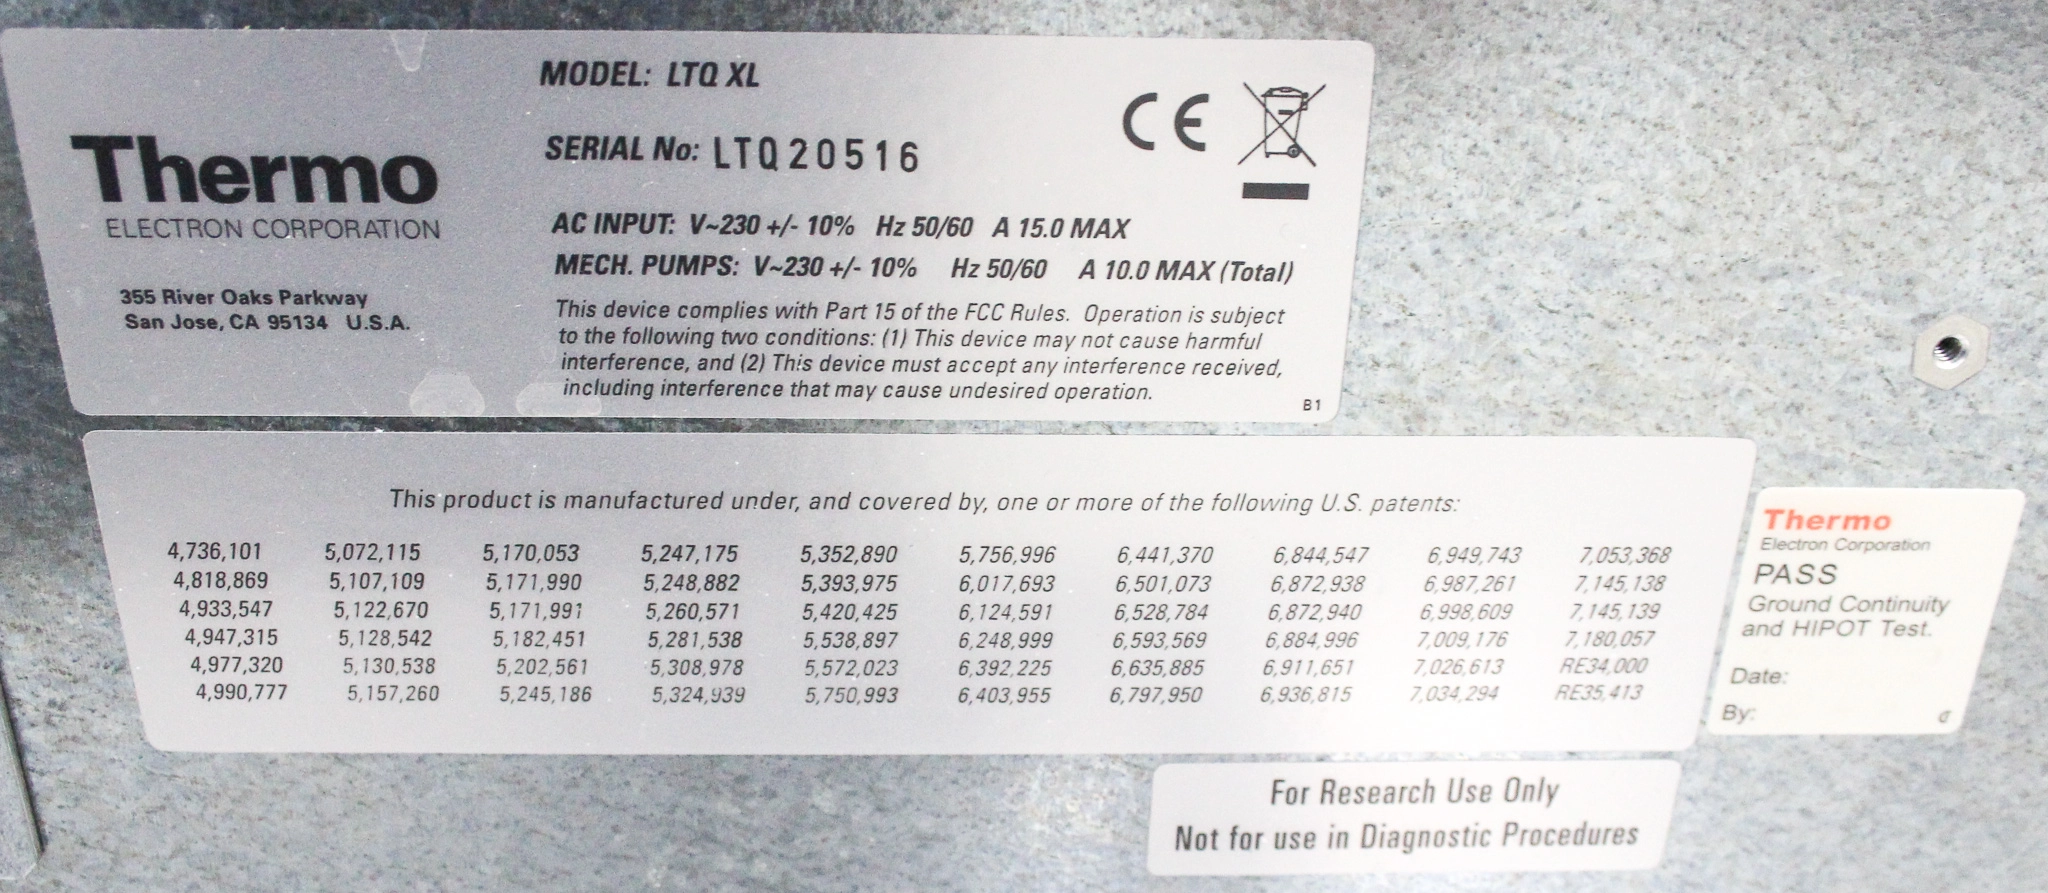 MODEL: LTQ XL
SERIAL No: LTQ20516
CE
Thermo
ELECTRON CORPORATION
355 River Oaks Parkway
San Jose, CA 95134 U.S.A.
AC INPUT: V~230 +/- 10% Hz 50/60 A 15.0 MAX
MECH. PUMPS: V~230 +/- 10% Hz 50/60 A 10.0 MAX (Total)
This device complies with Part 15 of the FCC Rules. Operation is subject
to the following two conditions: (1) This device may not cause harmful
interference, and (2) This device must accept any interference received,
including interference that may cause undesired operation.
B1
This product is manufactured under, and covered by, one or more of the following U.S. patents:
4,736,101 5,072,115 5,170,053 5,247,175 5,352,890 5,756,996 6,441,370 6,844,547 6,949,743 7,053,368
4,818,869 5,107,109 5,171,990 5,248,882 5,393,975 6,017,693 6,501,073 6,872,938 6,987,261 7,145,138
4,933,547 5,122,670 5,171,991 5,260,571 5,420,425 6,124,591 6,528,784 6,872,940 6,998,609 7,145,139
4,947,315 5,128,542 5,182,451 5,281,538 5,538,897 6,248,999 6,593,569 6,884,996 7,009,176 7,180,057
4,977,320 5,130,538 5,202,561 5,308,978 5,572,023 6,392,225 6,635,885 6,911,651 7,026,613 RE34,000
4,990,777 5,157,260 5,245,186 5,324,939 5,750,993 6,403,955 6,797,950 6,936,815 7,034,294 RE35,413
Thermo
Electron Corporation
PASS
Ground Continuity
and HIPOT Test.
Date:
By:
For Research Use Only
Not for use in Diagnostic Procedures